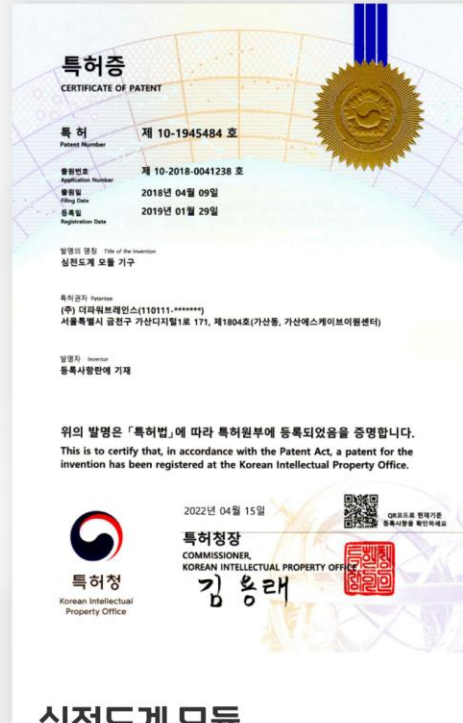 특허증
CERTIFICATE OF PATENT
특 허 제 10-1945484 호
Patent Number
출원번호 제 10-2018-0041238 호
Application Number
출원일 2018년 04월 09일
Filing Date
등록일 2019년 01월 29일
Registration Date
발명의 명칭 Title of the Invention
심전도계 모듈 기구
특허권자 Patentee
(주) 더파워브레인스(110111-*******)
서울특별시 금천구 가산디지털1로 171, 제1804호(가산동, 가산에스케이브이원센터)
발명자 Inventor
등록사항란에 기재
위의 발명은 「특허법」에 따라 특허원부에 등록되었음을 증명합니다.
This is to certify that, in accordance with the Patent Act, a patent for the
invention has been registered at the Korean Intellectual Property Office.
2022년 04월 15일
QR코드로 현재기준
등록사항을 확인하세요
특허청장
COMMISSIONER,
KOREAN INTELLECTUAL PROPERTY OFFICE
김 용 래
특허청
Korean Intellectual
Property Office
심전도계 모듈